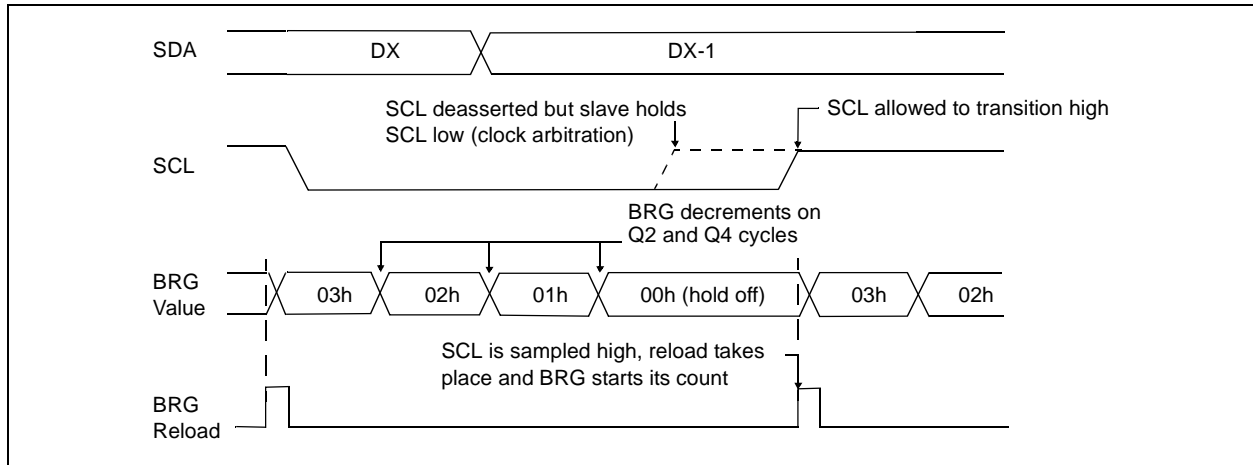 SDA
DX
DX-1
SCL deasserted but slave holds
SCL low (clock arbitration)
SCL allowed to transition high
SCL
BRG decrements on
Q2 and Q4 cycles
BRG
Value
03h
02h
01h
00h (hold off)
03h
02h
SCL is sampled high, reload takes
place and BRG starts its count
BRG
Reload